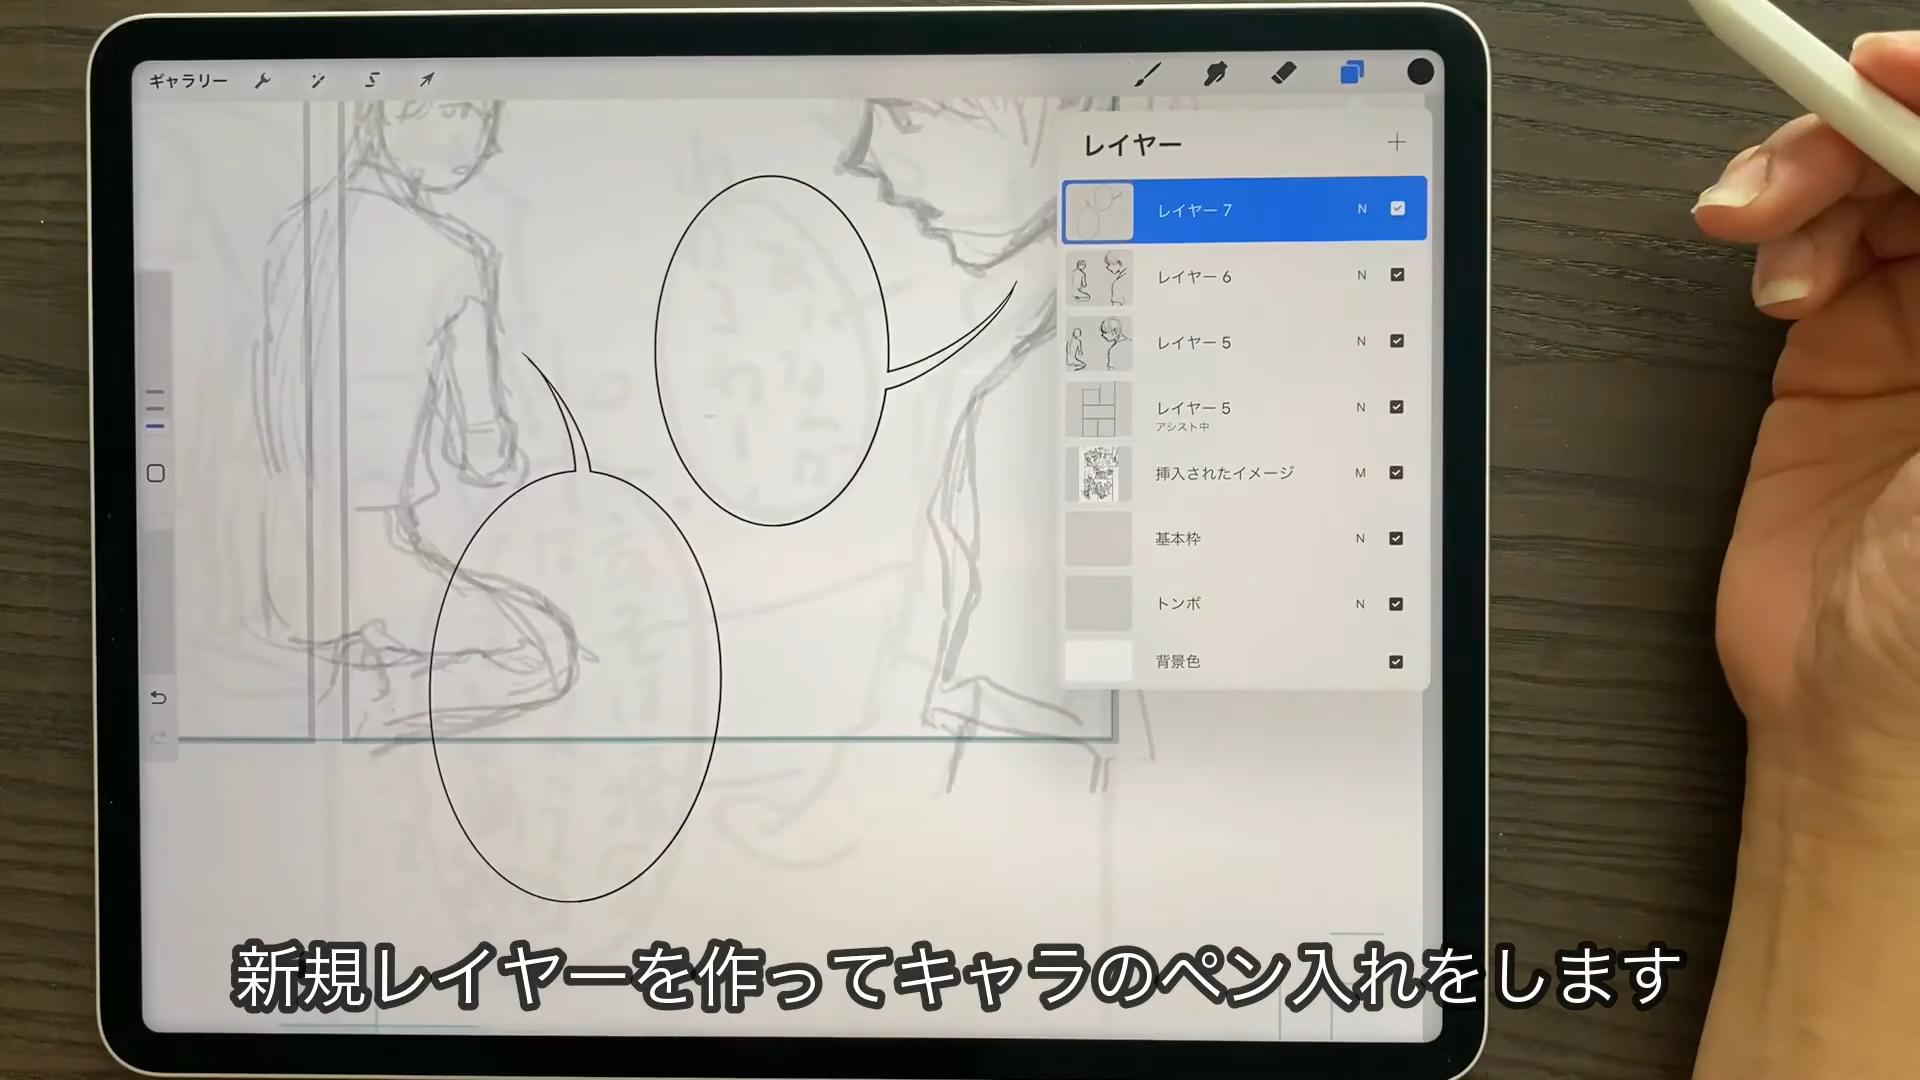 ギャラリー
レイヤー
レイヤー 7 N
レイヤー 6 N
レイヤー 5 N
レイヤー 5 N
アシスト中
挿入されたイメージ M
基本枠 N
トンボ N
背景色
新規レイヤーを作ってキャラのペン入れをします